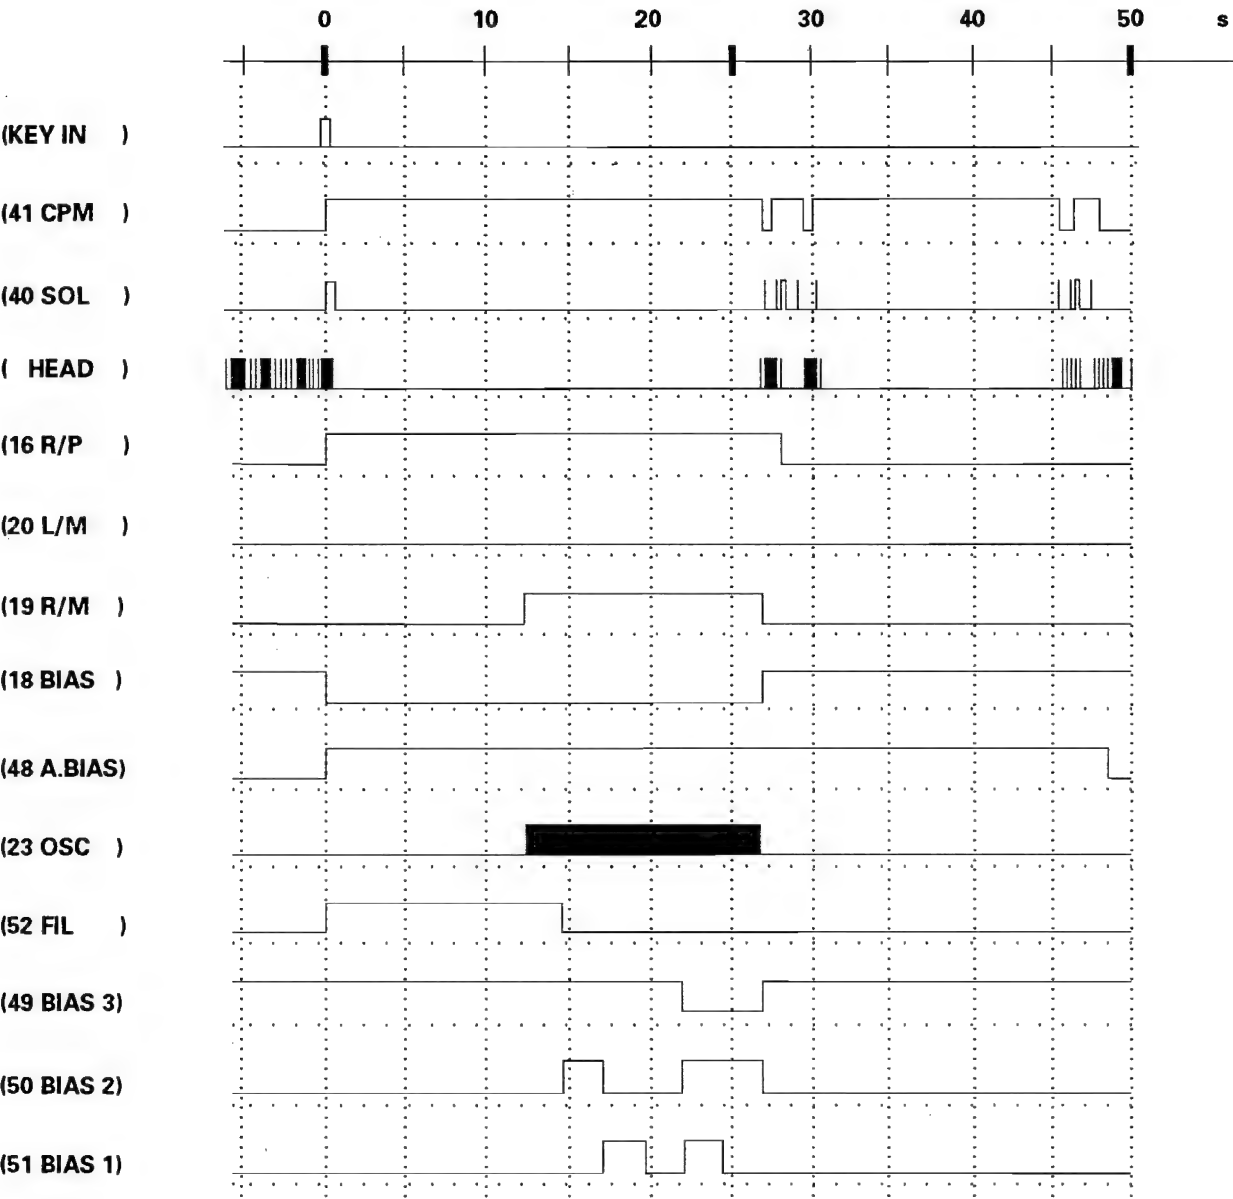 0 10 20 30 40 50 s
(KEY IN )
(41 CPM )
(40 SOL )
( HEAD )
(16 R/P )
(20 L/M )
(19 R/M )
(18 BIAS )
(48 A.BIAS)
(23 OSC )
(52 FIL )
(49 BIAS 3)
(50 BIAS 2)
(51 BIAS 1)